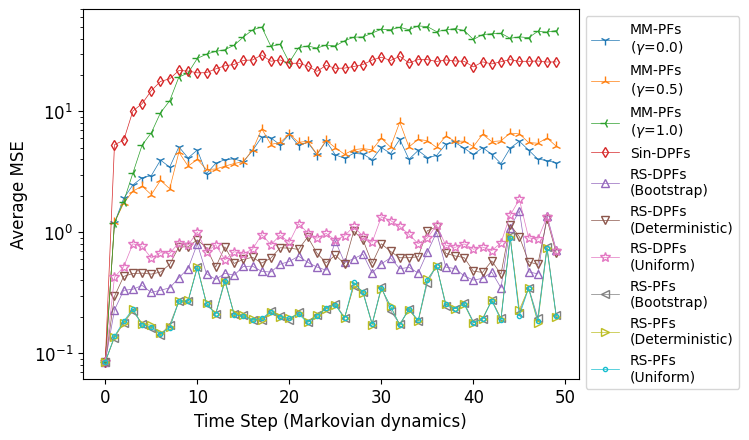 Average MSE
10¹
10⁰
10⁻¹
0
10
20
30
40
50
Time Step (Markovian dynamics)
MM-PFs
(γ=0.0)
MM-PFs
(γ=0.5)
MM-PFs
(γ=1.0)
Sin-DPFs
RS-DPFs
(Bootstrap)
RS-DPFs
(Deterministic)
RS-DPFs
(Uniform)
RS-PFs
(Bootstrap)
RS-PFs
(Deterministic)
RS-PFs
(Uniform)